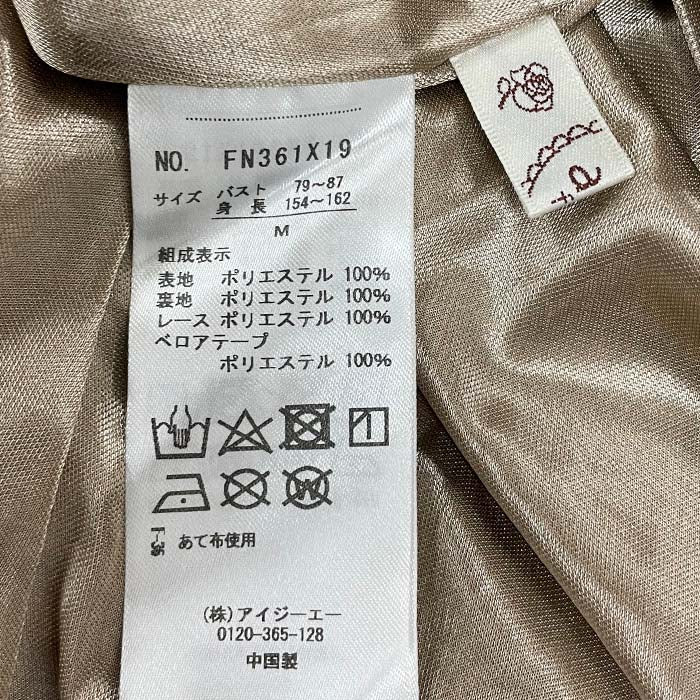 NO. FN361X19
サイズ バスト 79～87
身長 154～162
M
組成表示
表地 ポリエステル 100%
裏地 ポリエステル 100%
レース ポリエステル 100%
ベロアテープ
ポリエステル 100%
あて布使用
(株)アイジーエー
0120-365-128
中国製